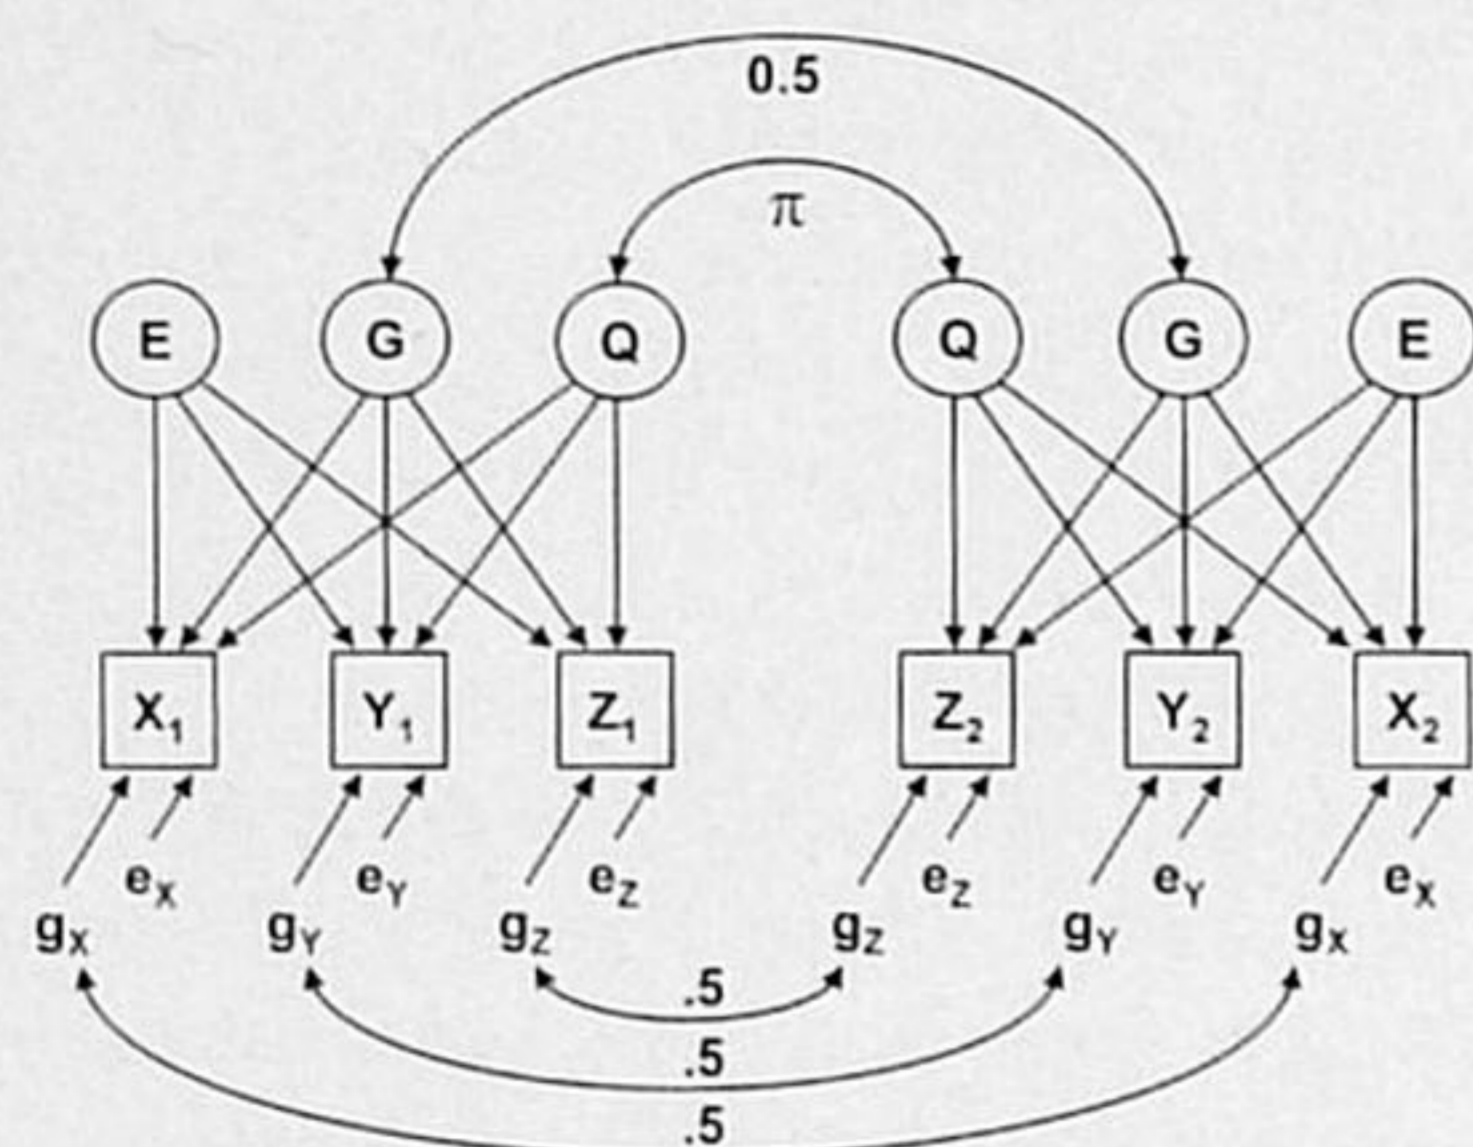 0.5
π
E G Q Q G E
X₁ Y₁ Z₁ Z₂ Y₂ X₂
eX eY eZ eZ eY eX
gX gY gZ gZ gY gX
.5
.5
.5